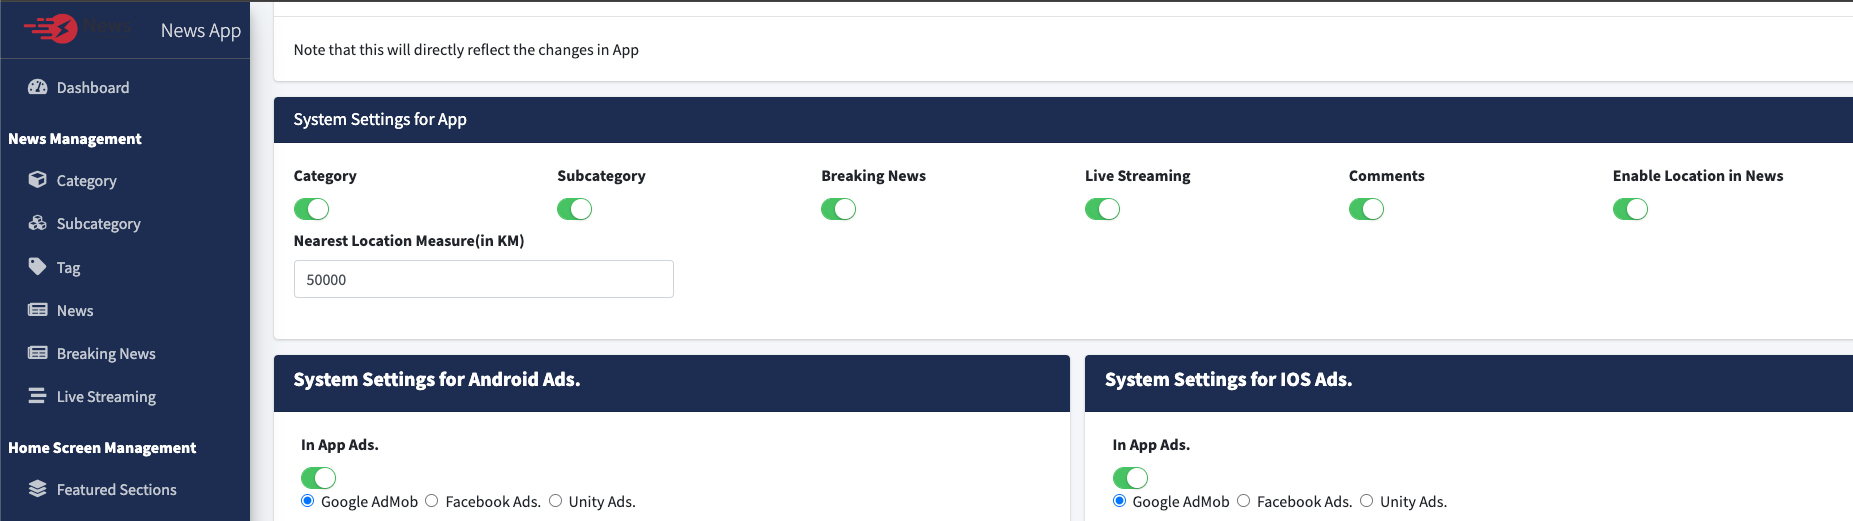 News App
Dashboard
News Management
Category
Subcategory
Tag
News
Breaking News
Live Streaming
Home Screen Management
Featured Sections
Note that this will directly reflect the changes in App
System Settings for App
Category
Subcategory
Breaking News
Live Streaming
Comments
Enable Location in News
Nearest Location Measure(in KM)
50000
System Settings for Android Ads.
In App Ads.
Google AdMob Facebook Ads. Unity Ads.
System Settings for IOS Ads.
In App Ads.
Google AdMob Facebook Ads. Unity Ads.